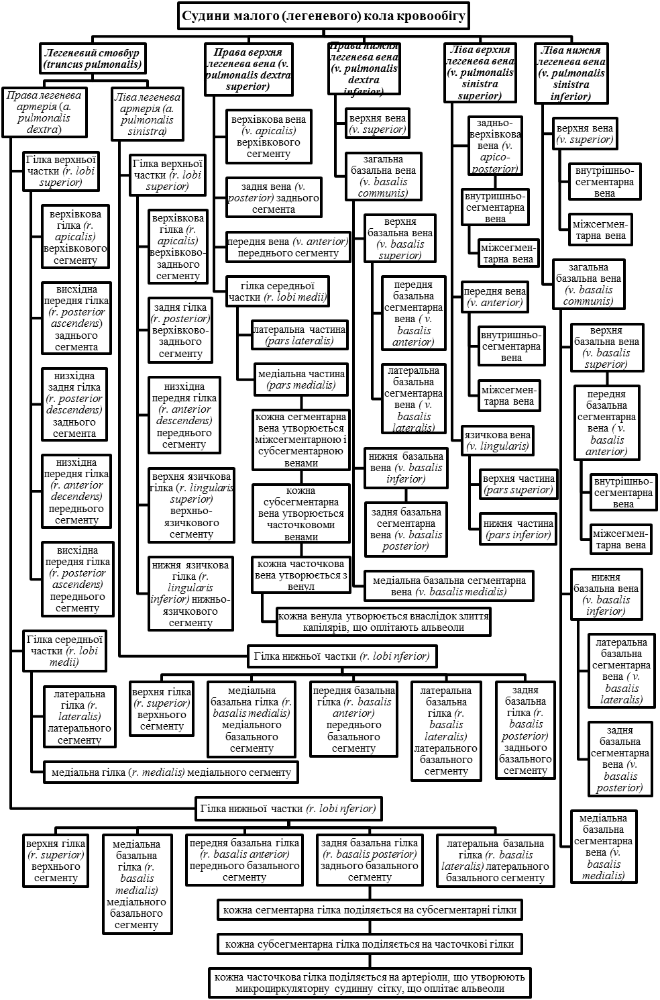 Судини малого (легеневого) кола кровообігу
Легеневий стовбур
(truncus pulmonalis)
Права легенева
артерія (a.
pulmonalis
dextra)
Гілка верхньої
частки (r. lobi
superior)
верхівкова
гілка (r.
apicalis)
верхівкового
сегменту
висхідна
передня гілка
(r. posterior
ascendens)
заднього
сегмента
низхідна
задня гілка
(r. posterior
descendens)
заднього
сегмента
низхідна
передня гілка
(r. anterior
decendens)
переднього
сегменту
висхідна
передня гілка
(r. posterior
ascendens)
переднього
сегменту
Гілка середньої
частки (r. lobi
medii)
латеральна
гілка (r.
lateralis)
латерального
сегменту
медіальна гілка (r. medialis) медіального сегменту
Гілка нижньої частки (r. lobi nferior)
верхня гілка
(r. superior)
верхнього
сегменту
медіальна
базальна
гілка (r.
basalis
medialis)
медіального
базального
сегменту
передня базальна гілка
(r. basalis anterior)
переднього базального
сегменту
задня базальна гілка
(r. basalis posterior)
заднього базального
сегменту
латеральна базальна
гілка (r. basalis
lateralis) латерального
базального сегменту
кожна сегментарна гілка поділяється на субсегментарні гілки
кожна субсегментарна гілка поділяється на часточкові гілки
кожна часточкова гілка поділяється на артеріоли, що утворюють
микроциркуляторну судинну сітку, що оплітає альвеоли
Ліва легенева
артерія (a.
pulmonalis
sinistra)
Гілка верхньої
частки (r. lobi
superior)
верхівкова
гілка (r.
apicalis)
верхівково-
заднього
сегменту
задня гілка
(r. posterior)
верхівково-
заднього
сегменту
низхідна
передня гілка
(r. anterior
descendens)
переднього
сегменту
верхня язичкова
гілка (r. lingularis
superior)
верхньо-
язичкового
сегменту
нижня язичкова
гілка (r.
lingularis
inferior) нижньо-
язичкового
сегменту
Гілка нижньої частки (r. lobi nferior)
верхня гілка
(r. superior)
верхнього
сегменту
медіальна
базальна гілка (r.
basalis medialis)
медіального
базального
сегменту
передня базальна
гілка (r. basalis
anterior)
переднього
базального
сегменту
латеральна
базальна
гілка (r.
basalis
lateralis)
латерального
базального
сегменту
задня
базальна
гілка (r.
basalis
posterior)
заднього
базального
сегменту
Права верхня
легенева вена (v.
pulmonalis dextra
superior)
верхівкова вена
(v. apicalis)
верхівкового
сегменту
задня вена (v.
posterior) заднього
сегмента
передня вена (v. anterior)
переднього сегменту
гілка середньої
частки (r. lobi medii)
латеральна частина
(pars lateralis)
медіальна частина
(pars medialis)
кожна сегментарна
вена утворюється
міжсегментарною і
субсегментарною
венами
кожна
субсегментарна
вена утворюється
часточковоми
венами
кожна часточкова
вена утворюється з
венул
кожна венула утворюється внаслідок злиття
капілярів, що оплітають альвеоли
Права нижня
легенева вена
(v. pulmonalis
dextra
inferior)
верхня вена
(v. superior)
загальна
базальна вена
(v. basalis
communis)
верхня
базальна вена
(v. basalis
superior)
передня
базальна
сегментарна
вена ( v.
basalis
anterior)
латеральна
базальна
сегментарна
вена ( v.
basalis
lateralis)
нижня базальна
вена (v. basalis
inferior)
задня базальна
сегментарна
вена (v. basalis
posterior)
медіальна базальна сегментарна
вена (v. basalis medialis)
Ліва верхня
легенева вена
(v. pulmonalis
sinistra
superior)
задньо-
верхівкова
вена (v.
apico-
posterior)
внутришньо-
сегментарна
вена
міжсегмен-
тарна вена
передня вена
(v. anterior)
внутришньо-
сегментарна
вена
міжсегмен-
тарна вена
язичкова вена
(v. lingularis)
верхня частина
(pars superior)
нижня частина
(pars inferior)
Ліва нижня
легенева вена
(v. pulmonalis
sinistra
inferior)
верхня вена
(v. superior)
внутрішньо-
сегментарна
вена
міжсегмен-
тарна вена
загальна
базальна вена
(v. basalis
communis)
верхня
базальна вена
(v. basalis
superior)
передня
базальна
сегментарна
вена ( v.
basalis
anterior)
внутрішньо-
сегментарна
вена
міжсегмен-
тарна вена
нижня
базальна вена
(v. basalis
inferior)
латеральна
базальна
сегментарна
вена ( v.
basalis
lateralis)
задня
базальна
сегментарна
вена (v.
basalis
posterior)
медіальна
базальна
сегментарна
вена (v.
basalis
medialis)